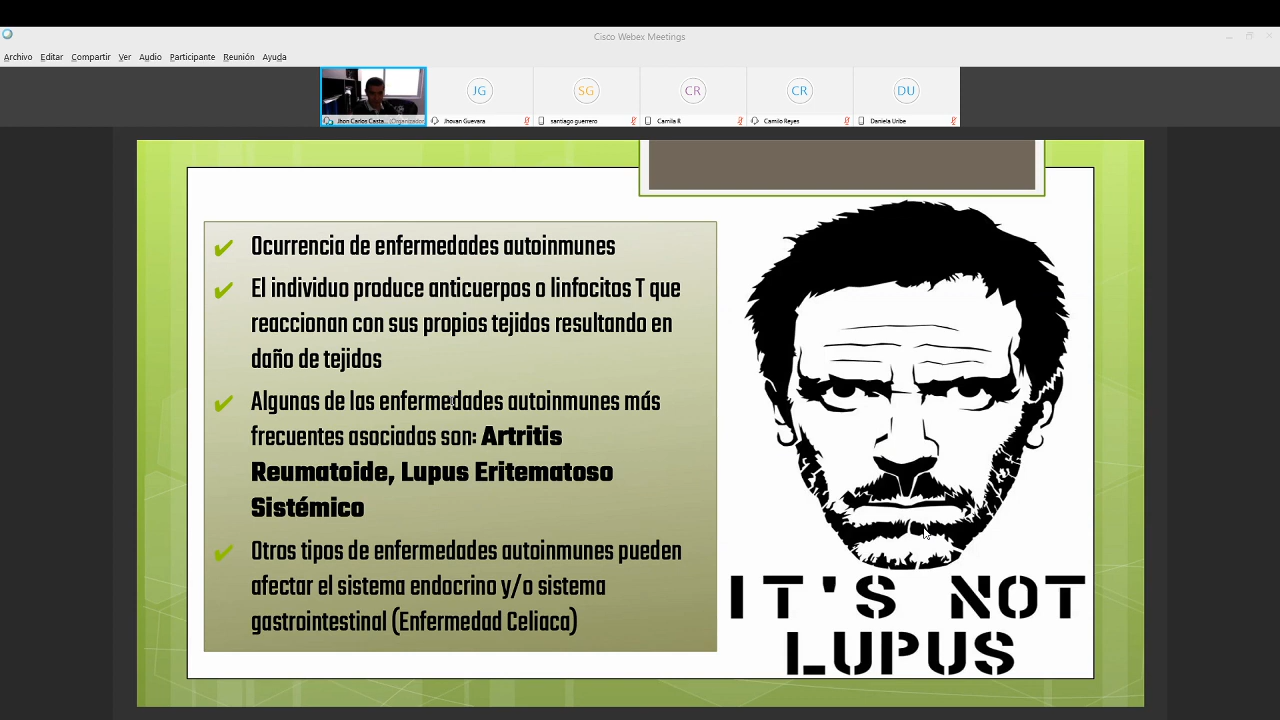 Cisco Webex Meetings
Archivo Editar Compartir Ver Audio Participante Reunión Ayuda
JG SG CR CR DU
Jhon Carlos Casta... (Organizador) Jhouan Guevara santiago guerrero Camila R Camilo Reyes Daniela Uribe
Ocurrencia de enfermedades autoinmunes
El individuo produce anticuerpos o linfocitos T que
reaccionan con sus propios tejidos resultando en
daño de tejidos
Algunas de las enfermedades autoinmunes más
frecuentes asociadas son: Artritis
Reumatoide, Lupus Eritematoso
Sistémico
Otros tipos de enfermedades autoinmunes pueden
afectar el sistema endocrino y/o sistema
gastrointestinal (Enfermedad Celiaca)
IT'S NOT
LUPUS